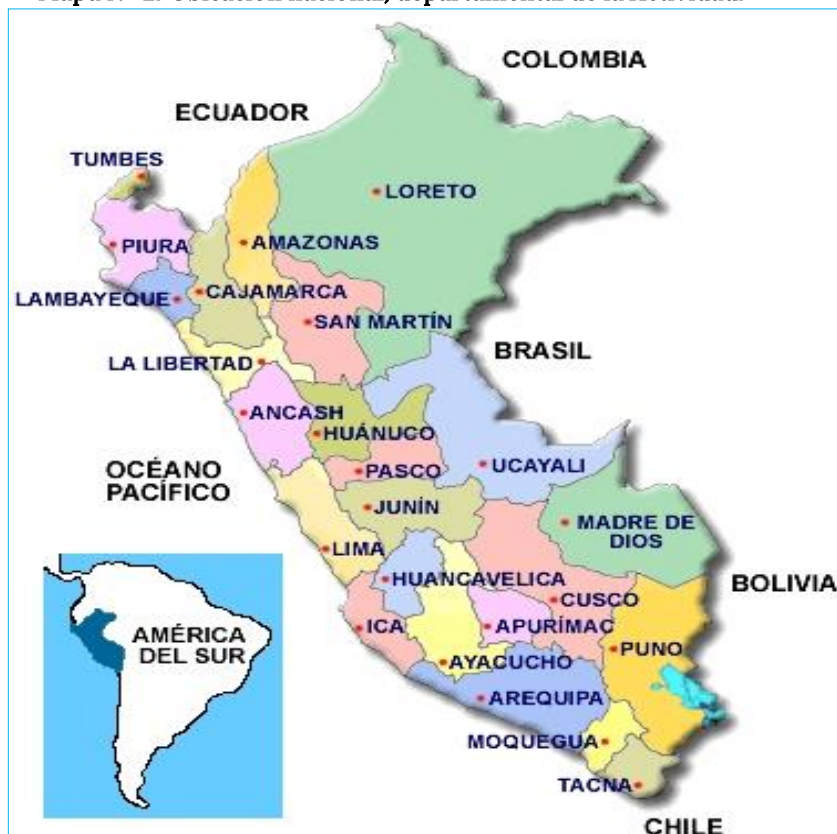 COLOMBIA
ECUADOR
TUMBES
LORETO
PIURA
AMAZONAS
LAMBAYEQUE
CAJAMARCA
SAN MARTÍN
BRASIL
LA LIBERTAD
ANCASH
HUÁNUCO
OCÉANO
PACÍFICO
PASCO
UCAYALI
JUNÍN
MADRE DE
DIOS
LIMA
HUANCAVELICA
BOLIVIA
CUSCO
AMÉRICA
DEL SUR
ICA
APURÍMAC
PUNO
AYACUCHO
AREQUIPA
MOQUEGUA
TACNA
CHILE